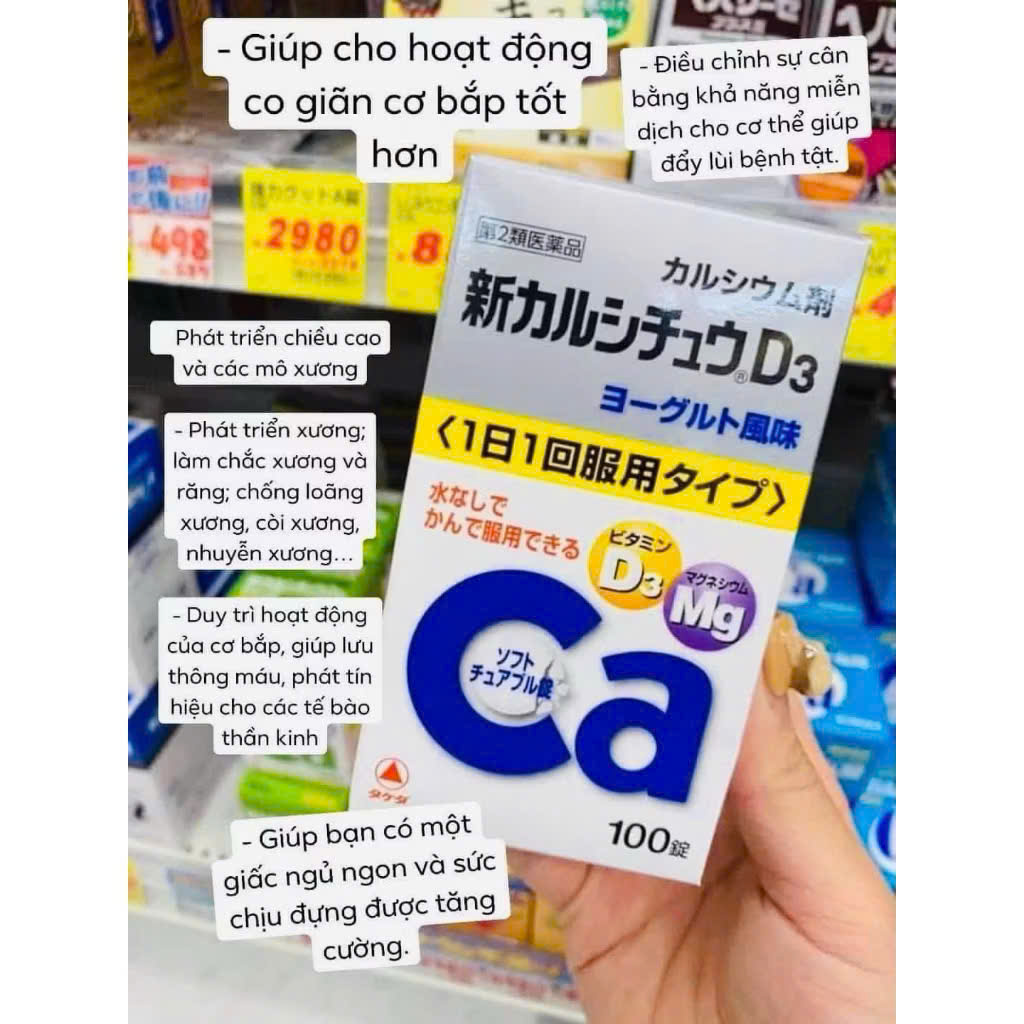 - Giúp cho hoạt động
co giãn cơ bắp tốt
hơn
- Điều chỉnh sự cân
bằng khả năng miễn
dịch cho cơ thể giúp
đẩy lùi bệnh tật.
498
2980
第2類医薬品
カルシウム剤
新カルシチュウ®D3
ヨーグルト風味
〈1日1回服用タイプ〉
水なしで
かんで服用できる
ビタミン
D3
マグネシウム
Mg
Ca
ソフト
チュアブル錠
タケダ
100錠
Phát triển chiều cao
và các mô xương
- Phát triển xương;
làm chắc xương và
răng; chống loãng
xương, còi xương,
nhuyễn xương...
- Duy trì hoạt động
của cơ bắp, giúp lưu
thông máu, phát tín
hiệu cho các tế bào
thần kinh
- Giúp bạn có một
giấc ngủ ngon và sức
chịu đựng được tăng
cường.